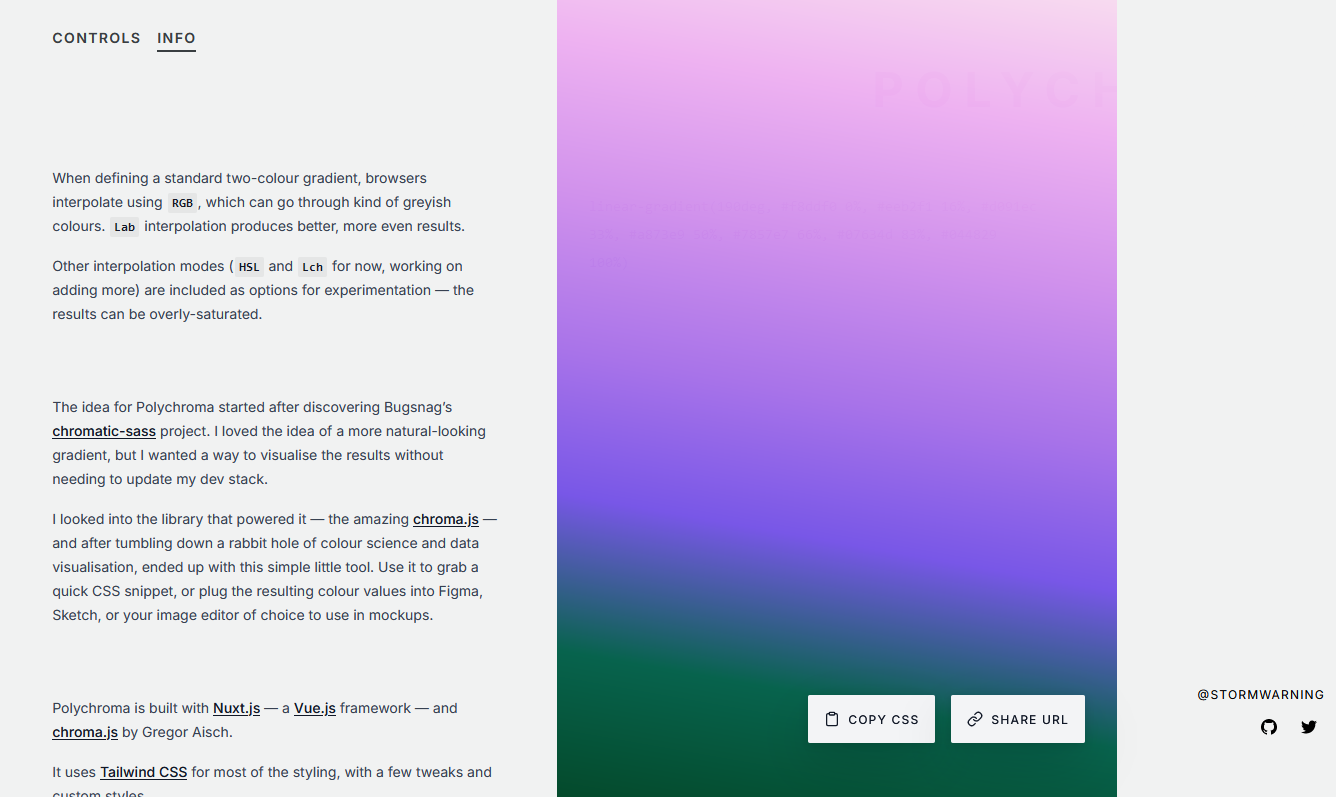 CONTROLS INFO
POLYCH
When defining a standard two-colour gradient, browsers
interpolate using RGB, which can go through kind of greyish
colours. Lab interpolation produces better, more even results.
Other interpolation modes (HSL and Lch for now, working on
adding more) are included as options for experimentation — the
results can be overly-saturated.
The idea for Polychroma started after discovering Bugsnag’s
chromatic-sass project. I loved the idea of a more natural-looking
gradient, but I wanted a way to visualise the results without
needing to update my dev stack.
I looked into the library that powered it — the amazing chroma.js —
and after tumbling down a rabbit hole of colour science and data
visualisation, ended up with this simple little tool. Use it to grab a
quick CSS snippet, or plug the resulting colour values into Figma,
Sketch, or your image editor of choice to use in mockups.
Polychroma is built with Nuxt.js — a Vue.js framework — and
chroma.js by Gregor Aisch.
It uses Tailwind CSS for most of the styling, with a few tweaks and
custom styles.
COPY CSS
SHARE URL
@STORMWARNING